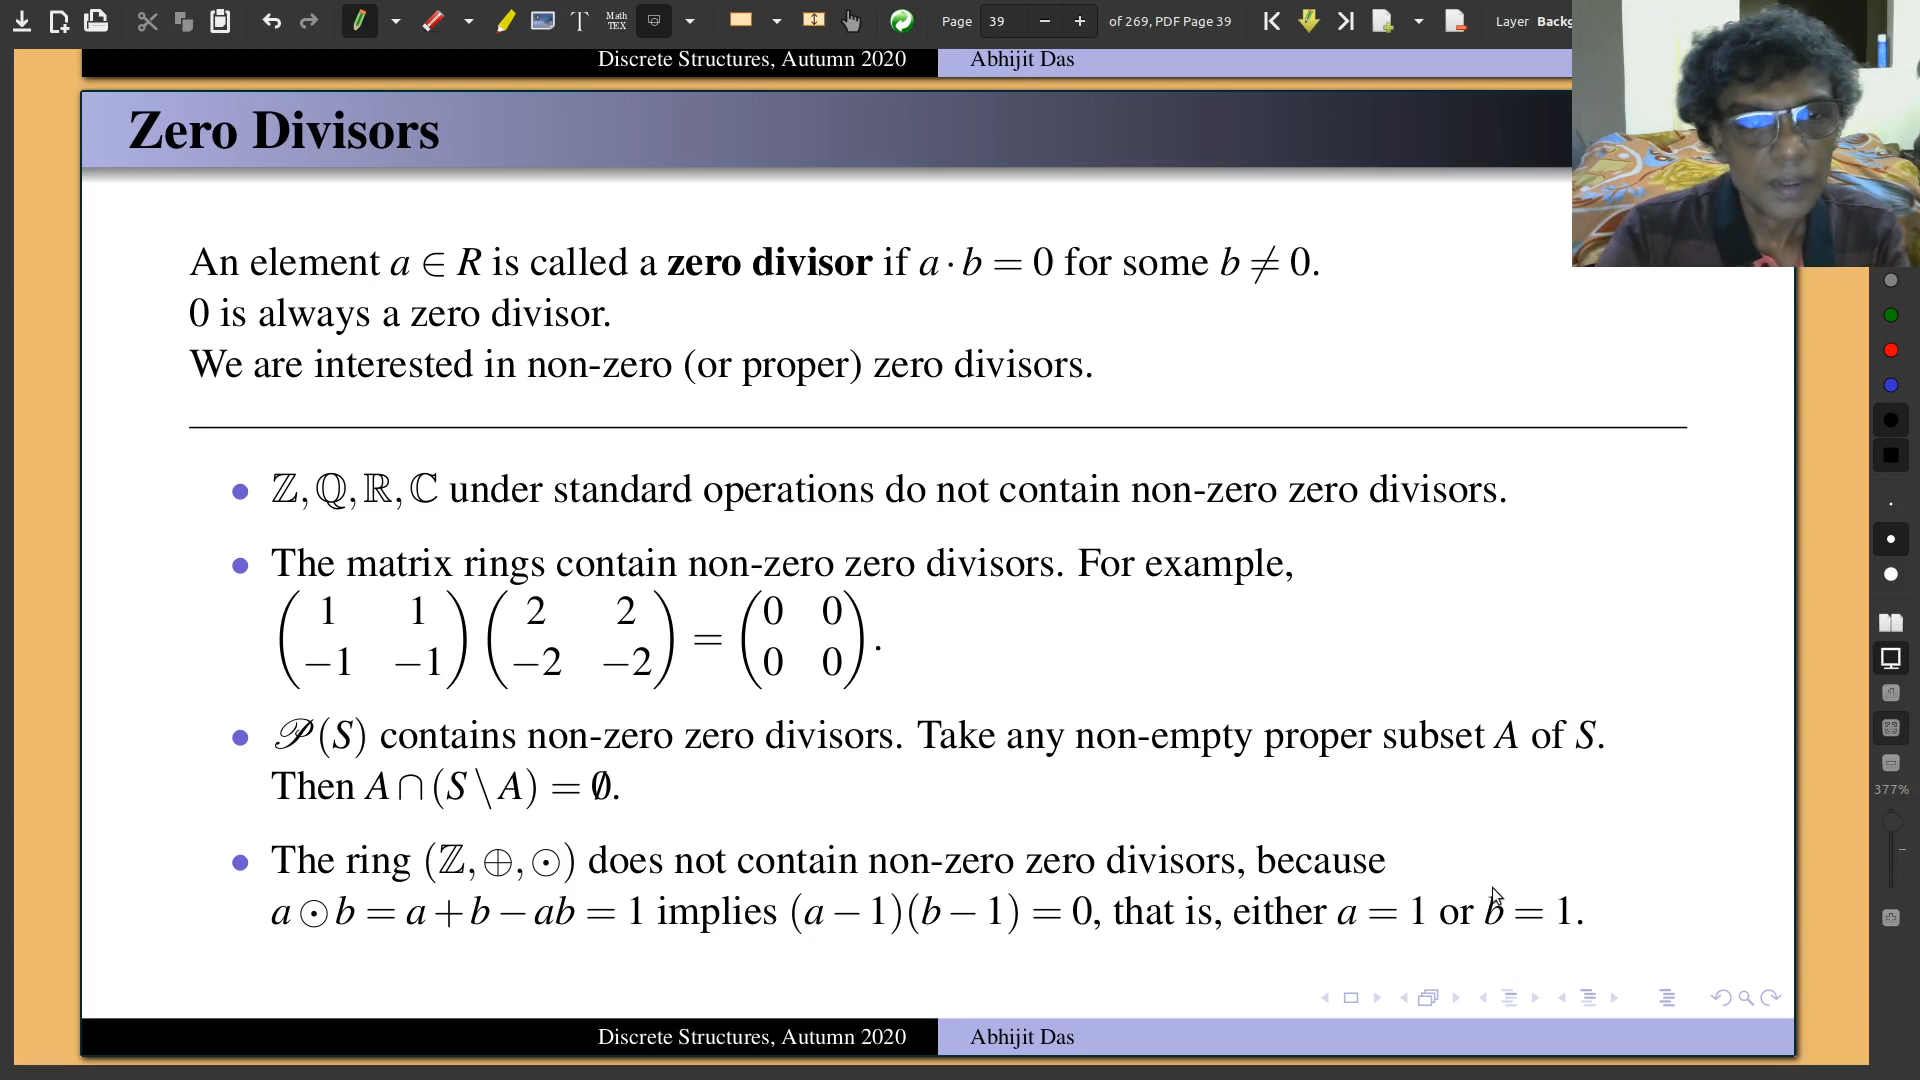 Math
TEX
Page 39 of 269, PDF Page 39
Layer Backg
Discrete Structures, Autumn 2020 Abhijit Das
Zero Divisors
An element a ∈ R is called a zero divisor if a · b = 0 for some b ≠ 0.
0 is always a zero divisor.
We are interested in non-zero (or proper) zero divisors.
• ℤ, ℚ, ℝ, ℂ under standard operations do not contain non-zero zero divisors.
• The matrix rings contain non-zero zero divisors. For example,
( 1 1 ) ( 2 2 ) = ( 0 0 )
( −1 −1 ) ( −2 −2 ) ( 0 0 ) .
• 𝒫(S) contains non-zero zero divisors. Take any non-empty proper subset A of S.
Then A ∩ (S \ A) = ∅.
• The ring (ℤ, ⊕, ⊙) does not contain non-zero zero divisors, because
a ⊙ b = a + b − ab = 1 implies (a − 1)(b − 1) = 0, that is, either a = 1 or b = 1.
377%
Discrete Structures, Autumn 2020 Abhijit Das